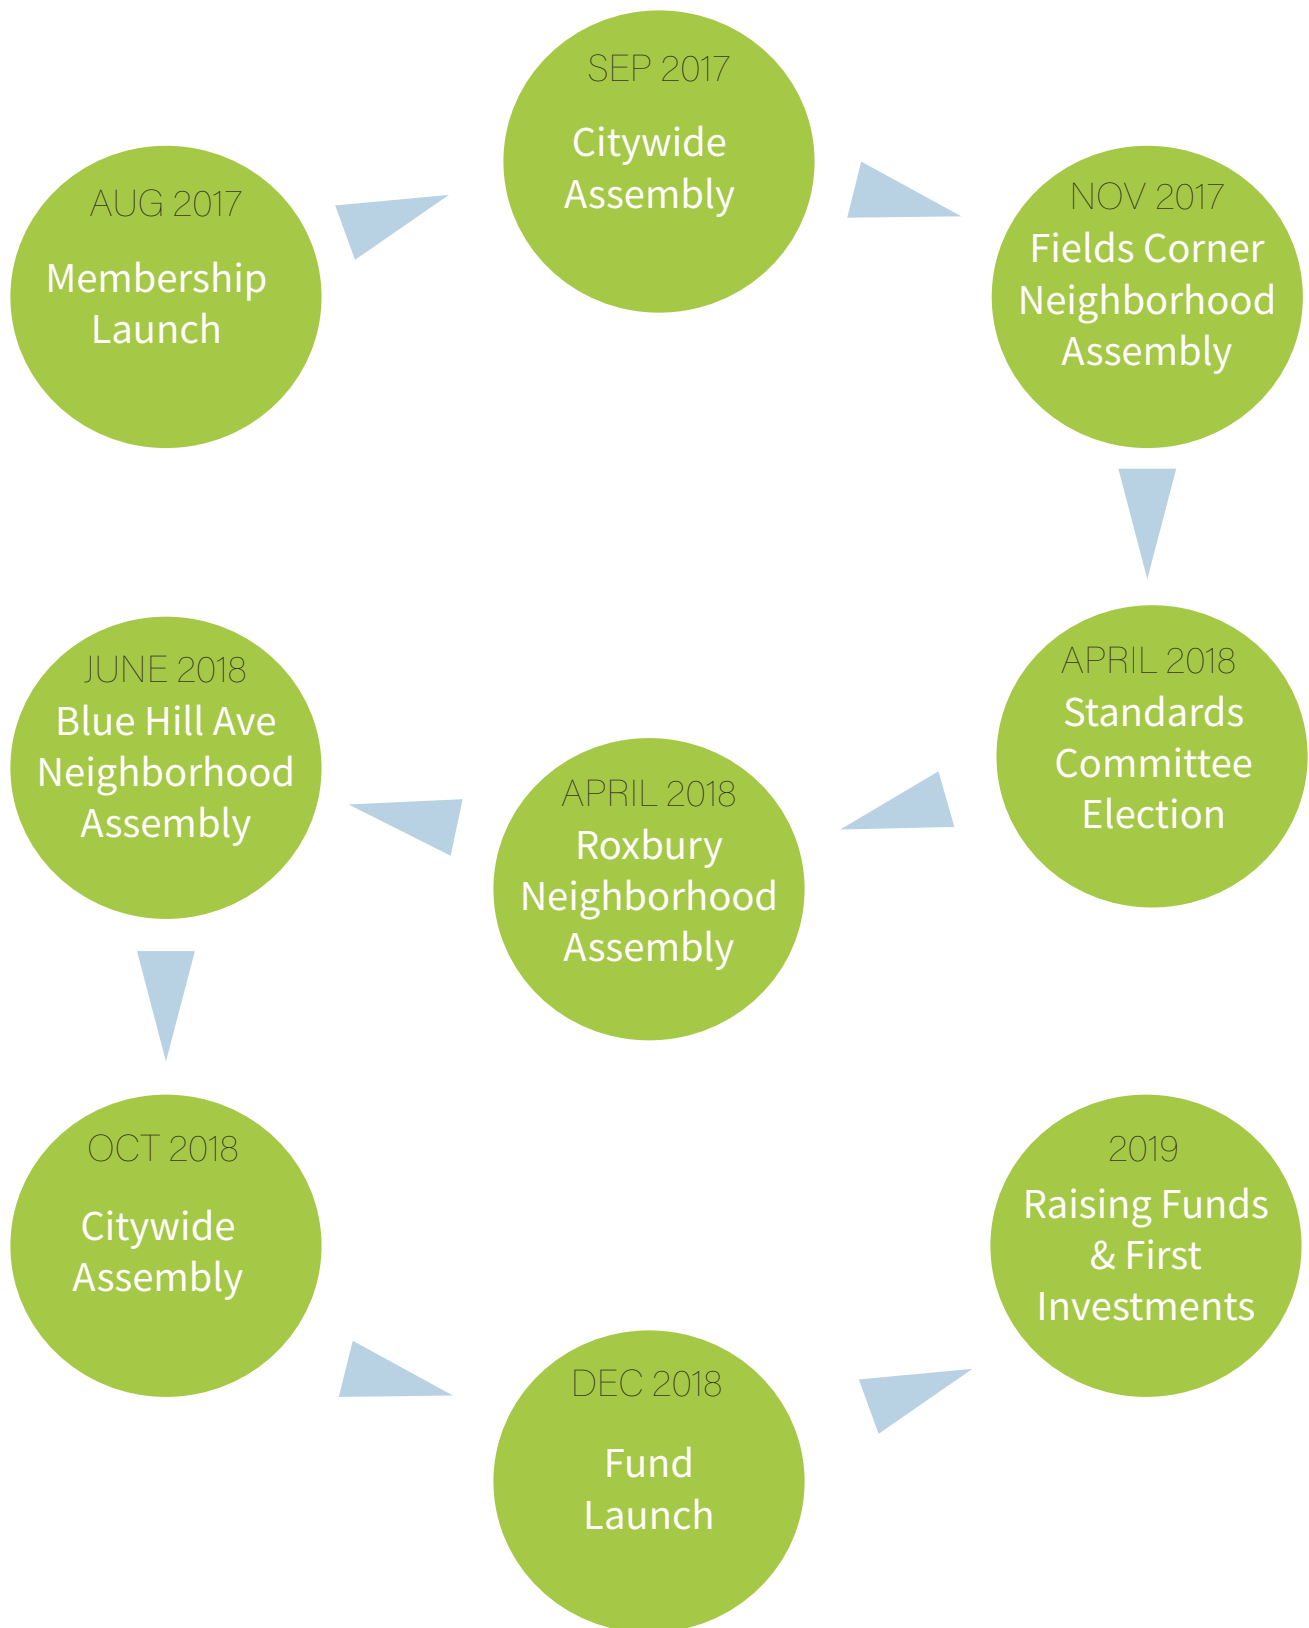 AUG 2017
Membership
Launch
SEP 2017
Citywide
Assembly
NOV 2017
Fields Corner
Neighborhood
Assembly
APRIL 2018
Standards
Committee
Election
APRIL 2018
Roxbury
Neighborhood
Assembly
JUNE 2018
Blue Hill Ave
Neighborhood
Assembly
OCT 2018
Citywide
Assembly
DEC 2018
Fund
Launch
2019
Raising Funds
& First
Investments